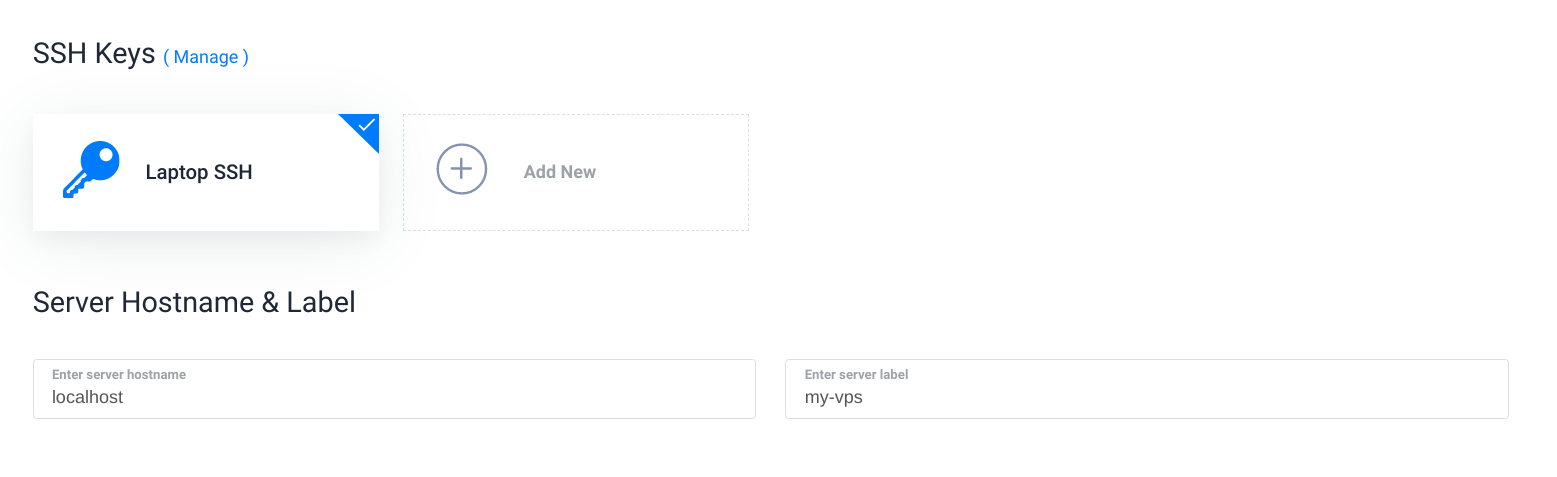 SSH Keys ( Manage )
Laptop SSH
Add New
Server Hostname & Label
Enter server hostname
localhost
Enter server label
my-vps